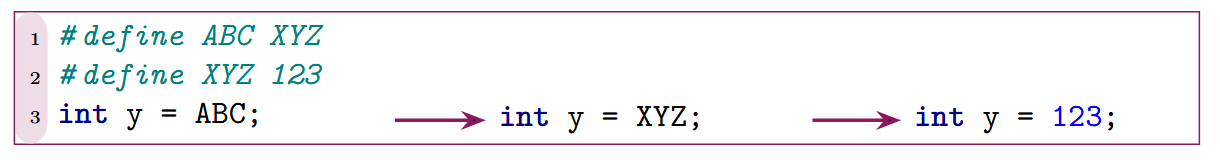 1 #define ABC XYZ
2 #define XYZ 123
3 int y = ABC; int y = XYZ; int y = 123;